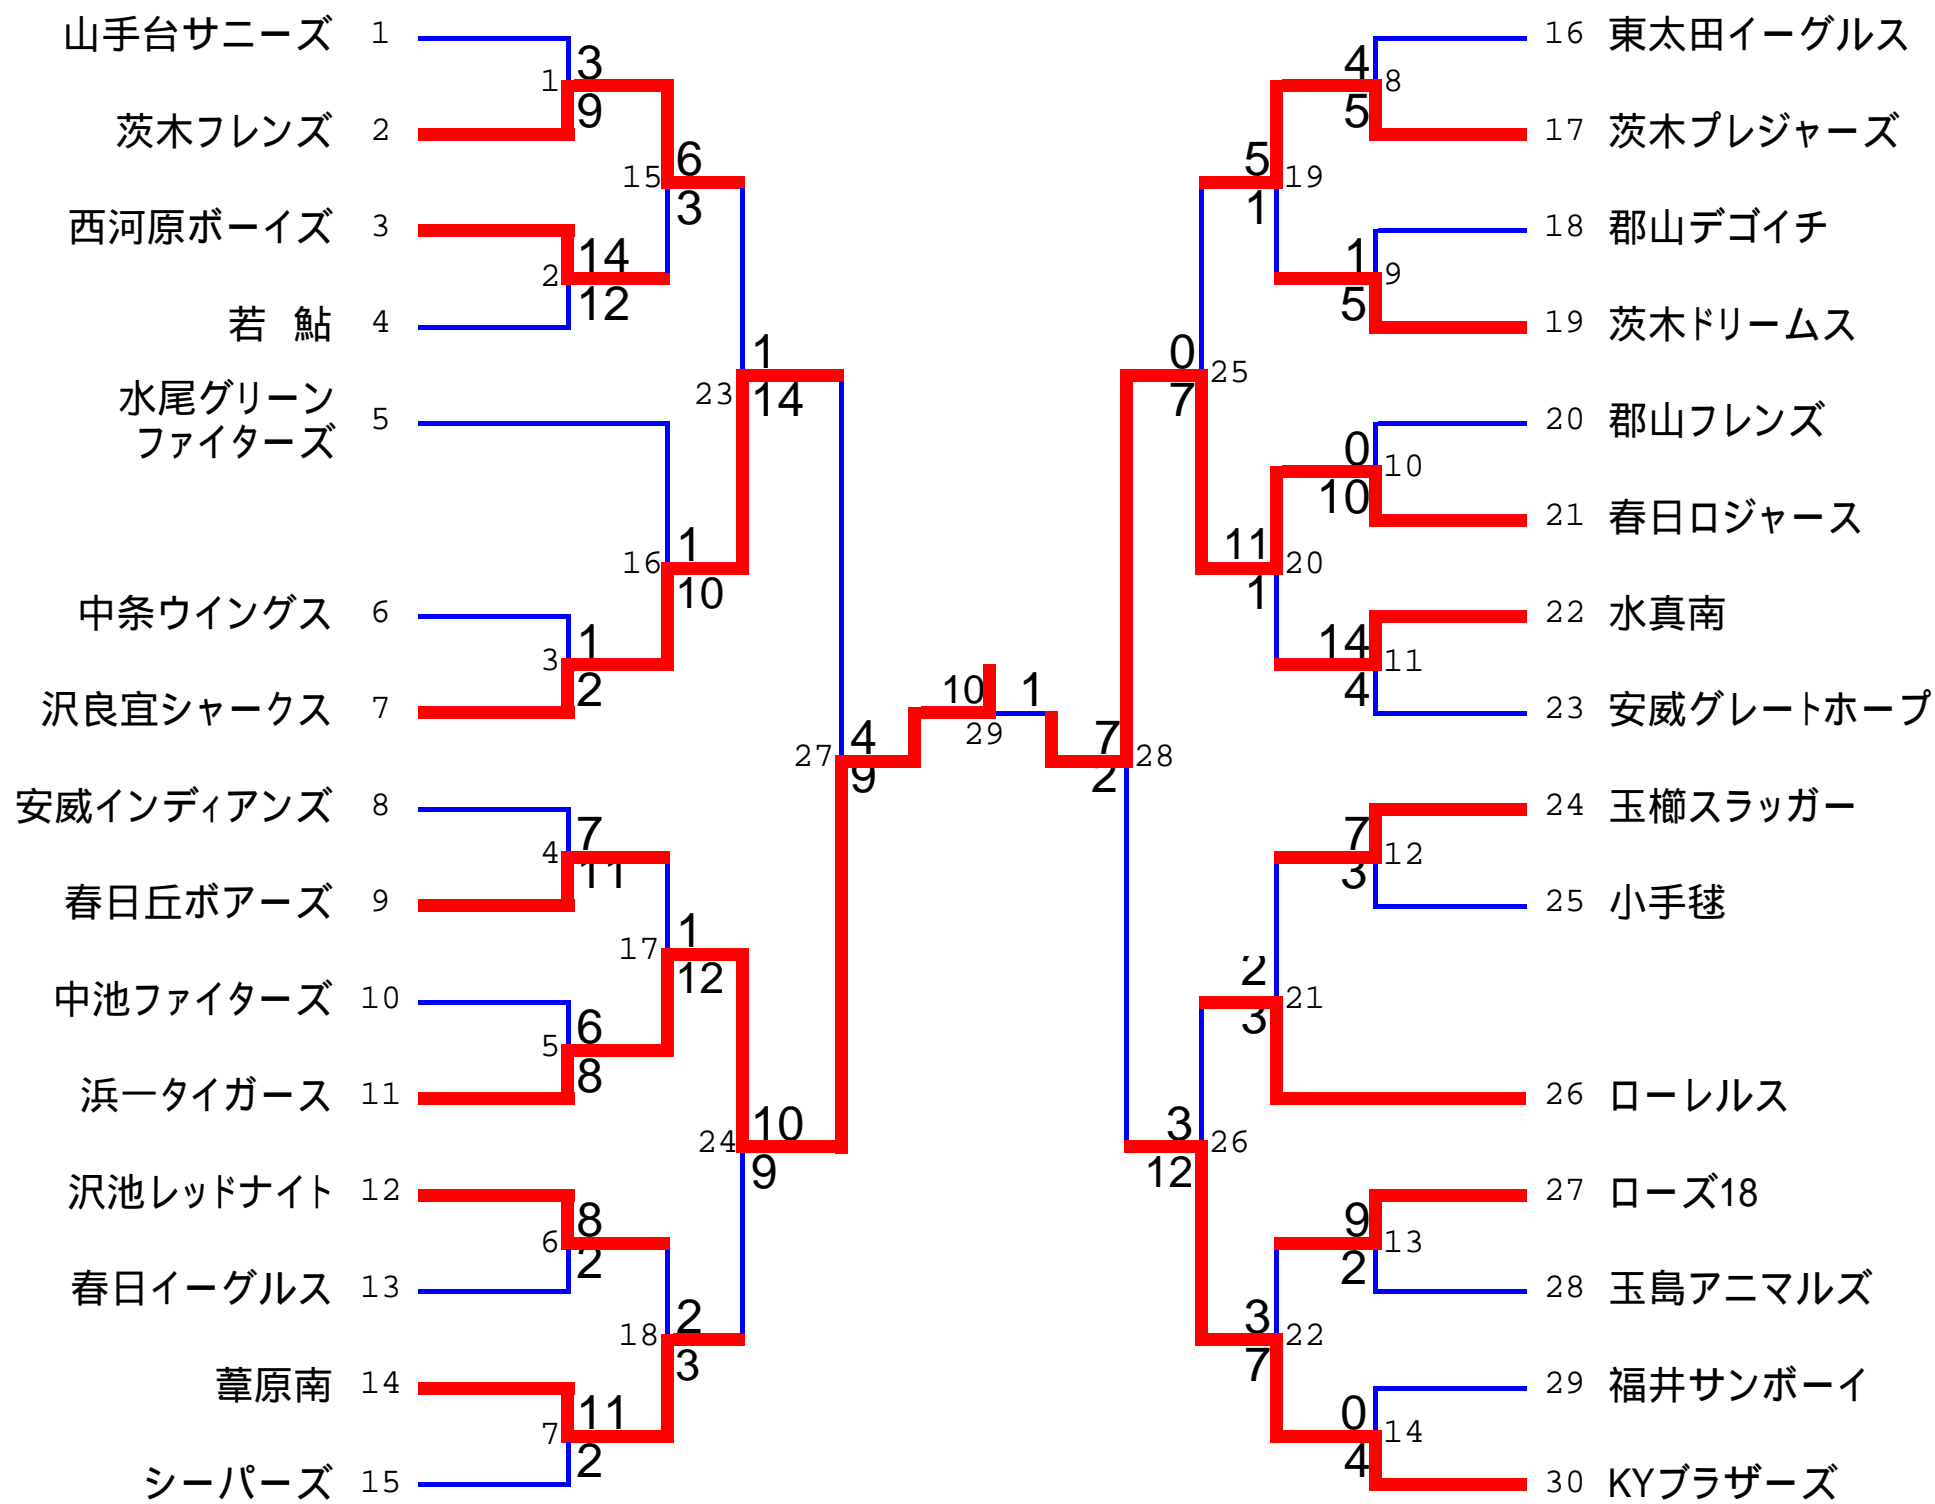 山手台サニーズ 1
茨木フレンズ 2
西河原ボーイズ 3
若 鮎 4
水尾グリーン
ファイターズ 5
中条ウイングス 6
沢良宜シャークス 7
安威インディアンズ 8
春日丘ボアーズ 9
中池ファイターズ 10
浜一タイガース 11
沢池レッドナイト 12
春日イーグルス 13
葦原南 14
シーパーズ 15
1 3
9
2 14
12
3 1
2
4 7
11
5 6
8
6 8
2
7 11
2
15 6
3
16 1
10
17 1
12
18 2
3
23 1
14
24 10
9
27 4
9
10 1
29
7 28
2
0 25
7
3 26
12
5 19
1
11 20
1
2 21
3
3 22
7
4 8
5
1 9
5
0 10
10
14 11
4
7 12
3
9 13
2
0 14
4
16 東太田イーグルス
17 茨木プレジャーズ
18 郡山デゴイチ
19 茨木ドリームス
20 郡山フレンズ
21 春日ロジャース
22 水真南
23 安威グレートホープ
24 玉櫛スラッガー
25 小手毬
26 ローレルス
27 ローズ18
28 玉島アニマルズ
29 福井サンボーイ
30 KYブラザーズ